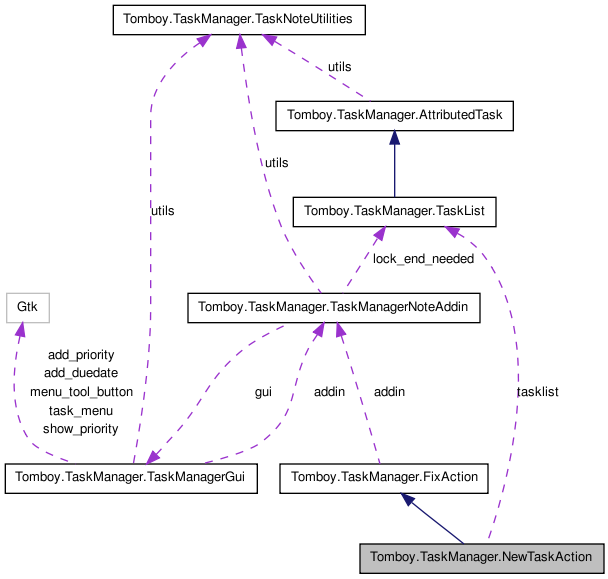 Tomboy.TaskManager.TaskNoteUtilities
utils
Tomboy.TaskManager.AttributedTask
utils
utils
Tomboy.TaskManager.TaskList
lock_end_needed
Gtk
Tomboy.TaskManager.TaskManagerNoteAddin
add_priority
add_duedate
menu_tool_button
task_menu
show_priority
gui
addin
addin
tasklist
Tomboy.TaskManager.TaskManagerGui
Tomboy.TaskManager.FixAction
Tomboy.TaskManager.NewTaskAction